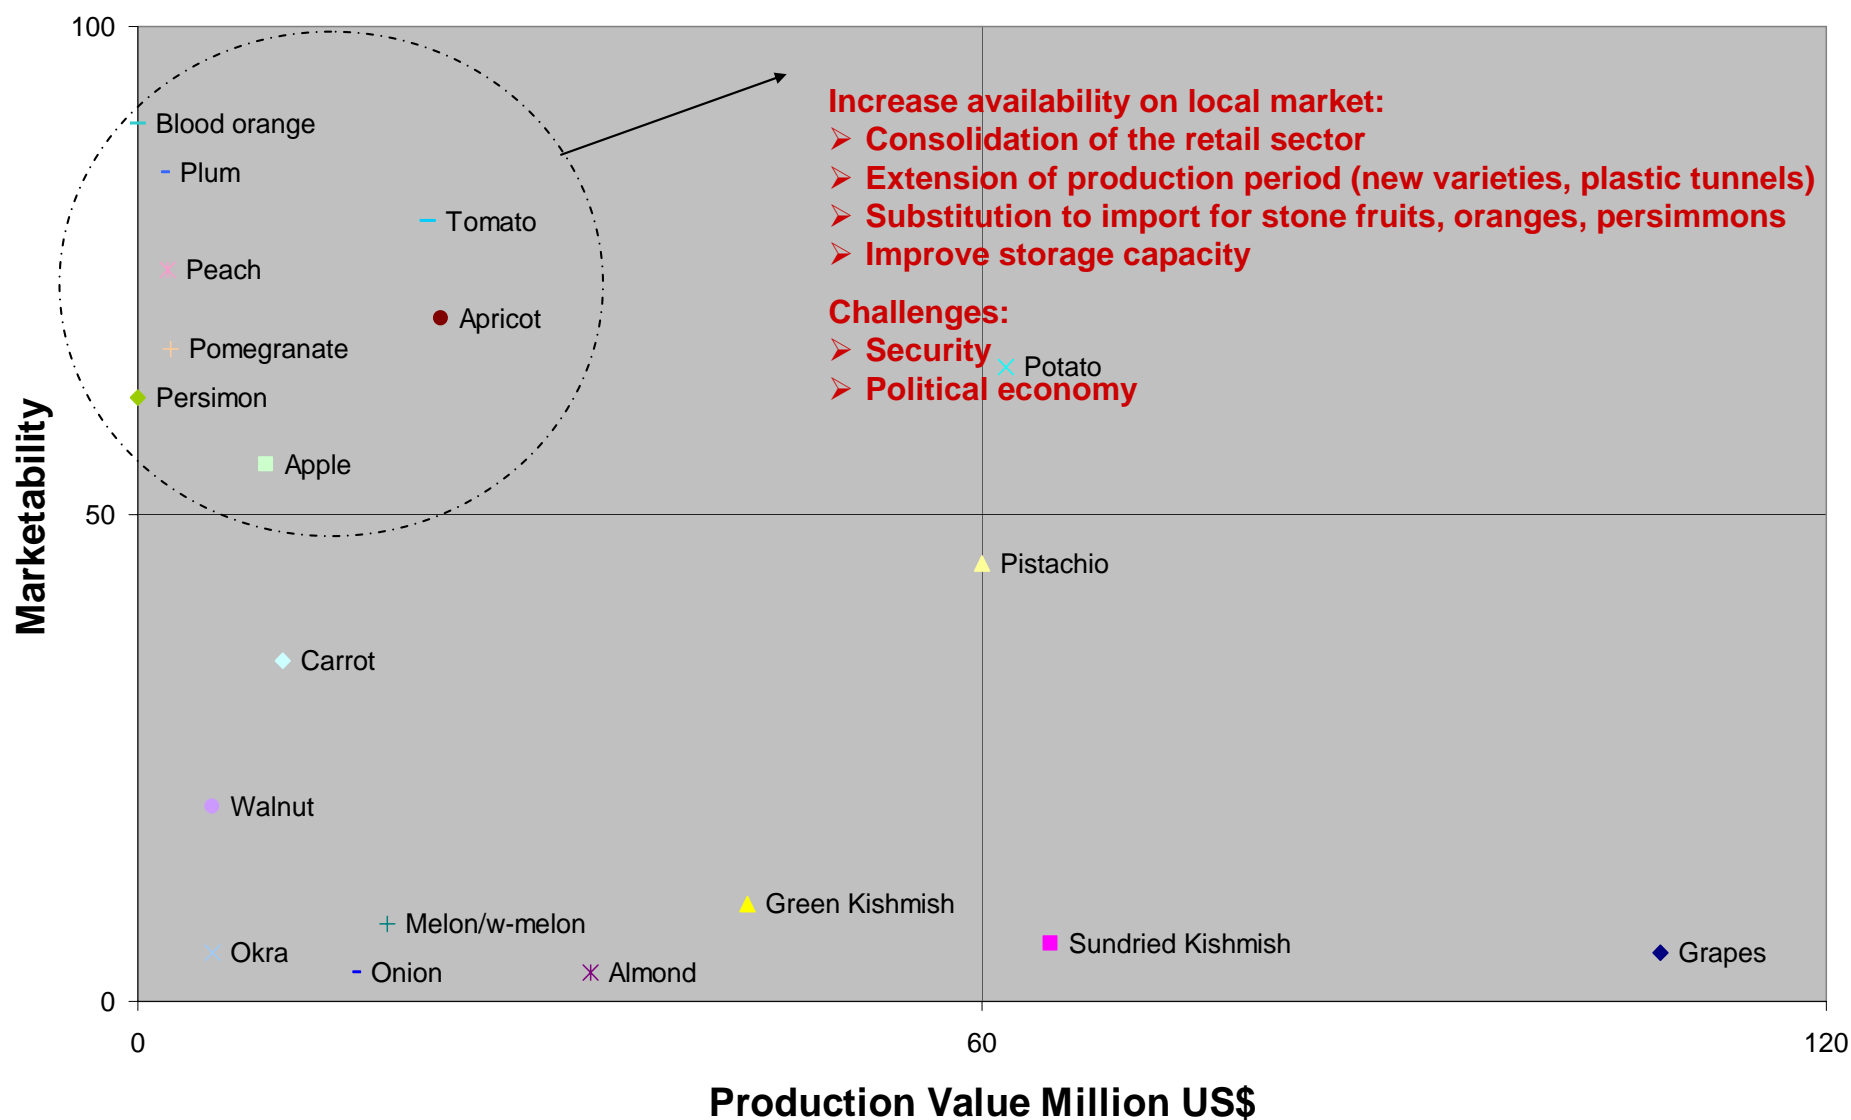 100
Increase availability on local market:
Blood orange
➢ Consolidation of the retail sector
Plum
➢ Extension of production period (new varieties, plastic tunnels)
Tomato
➢ Substitution to import for stone fruits, oranges, persimmons
➢ Improve storage capacity
Peach
Challenges:
Apricot
Pomegranate
➢ Security
Potato
➢ Political economy
Persimon
Apple
Marketability
50
Pistachio
Carrot
Walnut
Green Kishmish
Melon/w-melon
Sundried Kishmish
Okra
Grapes
Onion
Almond
0
0 60 120
Production Value Million US$